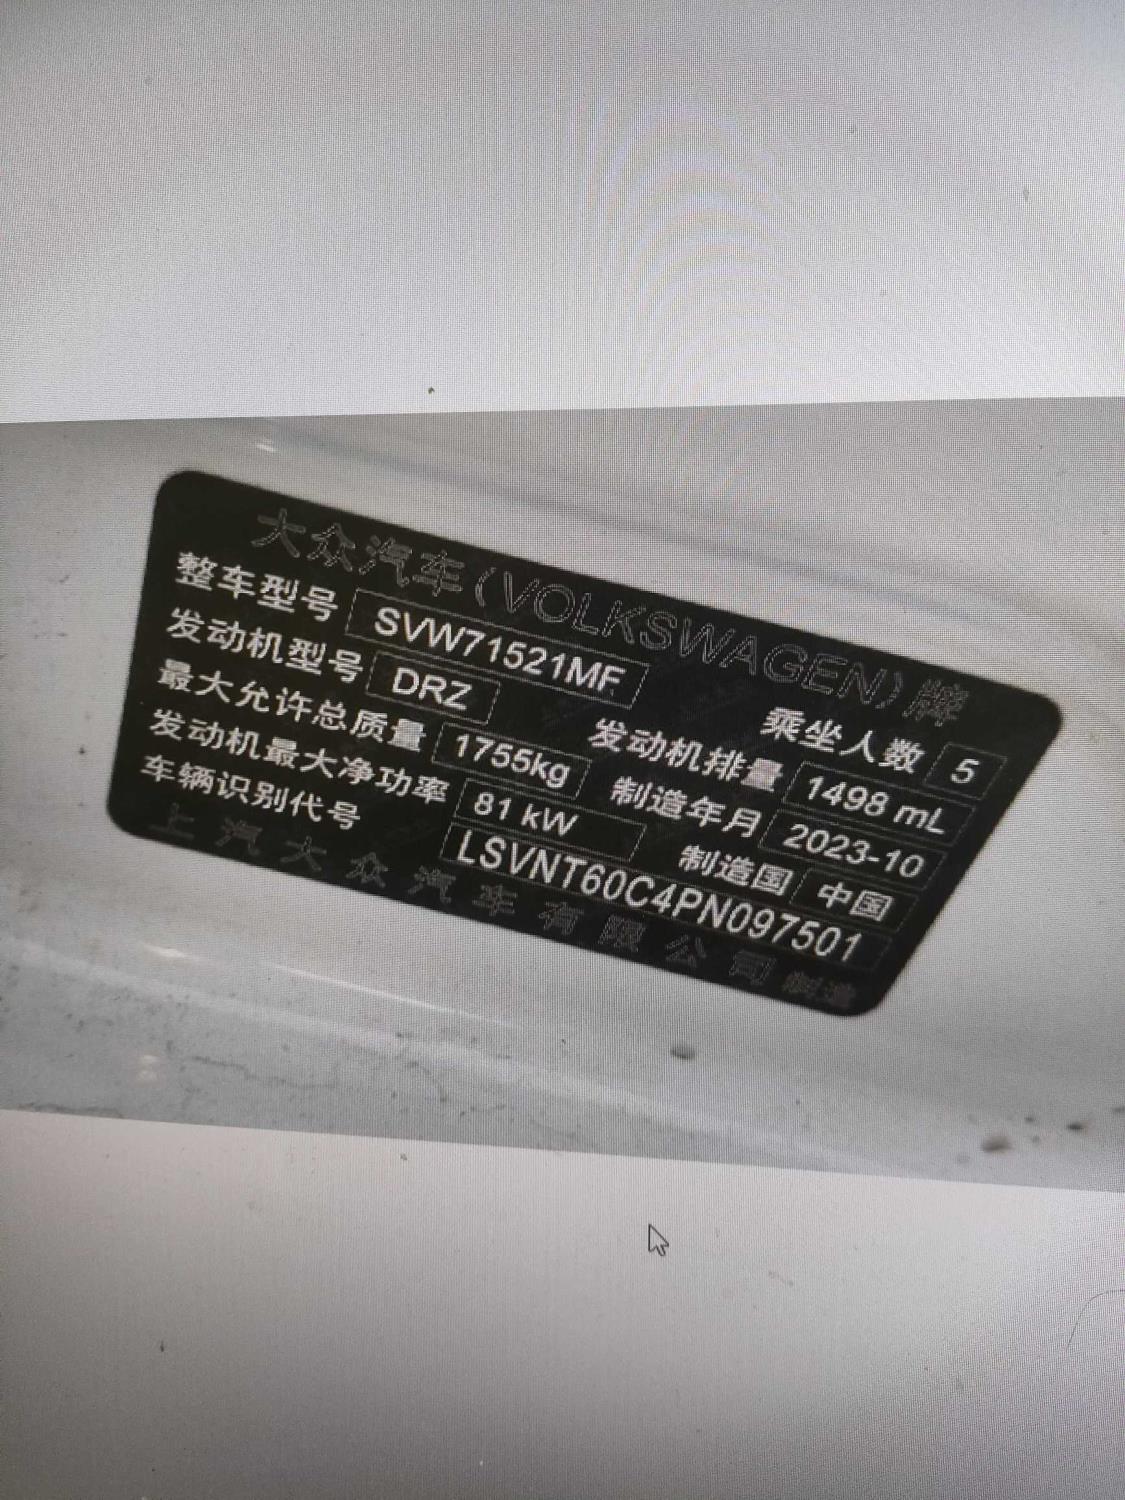 大众汽车(VOLKSWAGEN)牌
整车型号 SVW71521MF 乘坐人数 5
发动机型号 DRZ 发动机排量 1498 mL
最大允许总质量 1755kg 制造年月 2023-10
发动机最大净功率 81 kW 制造国 中国
车辆识别代号 LSVNT60C4PN097501
上汽大众汽车有限公司制造